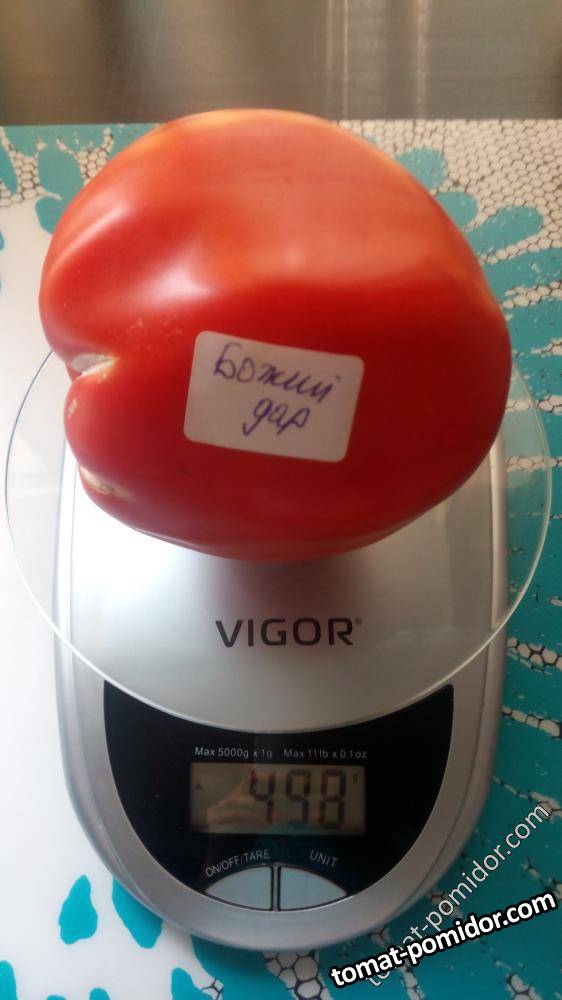 Божий
дар
VIGOR®
Max 5000g x 1g Max 11lb x 0.1oz
498 g
ON/OFF/TARE UNIT
tomat-pomidor.com
tomat-pomidor.com